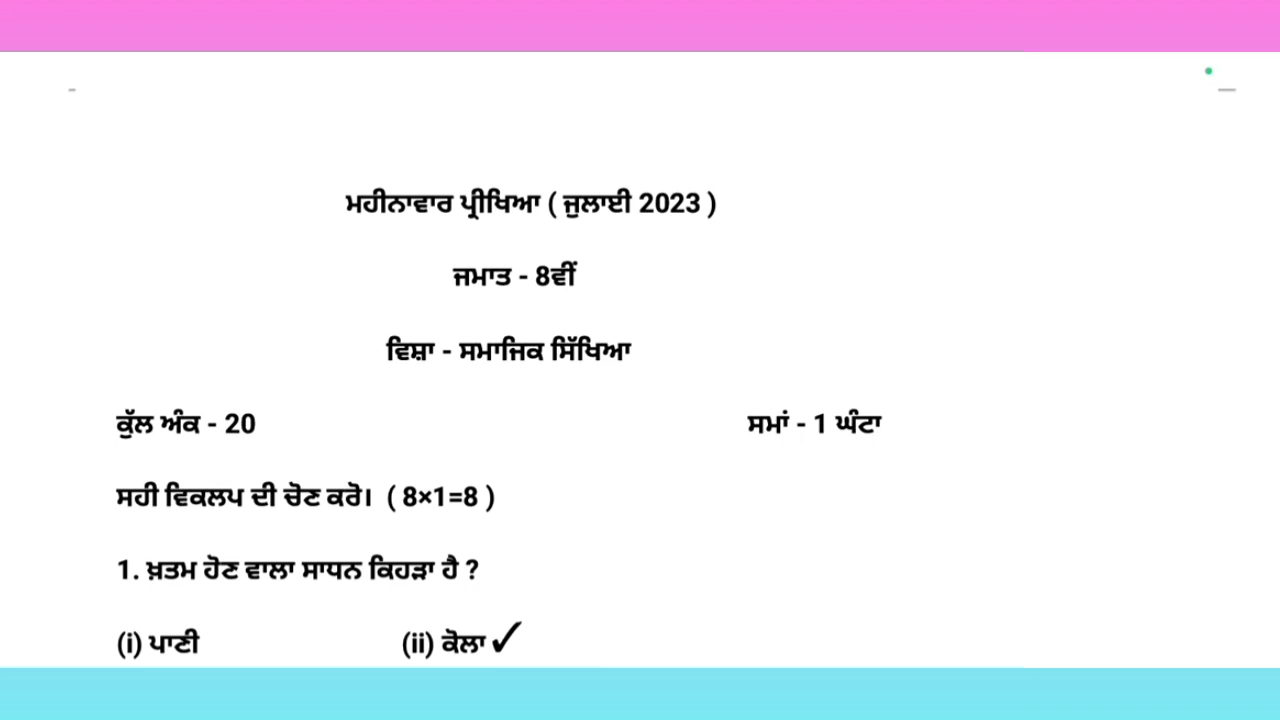 ਮਹੀਨਾਵਾਰ ਪ੍ਰੀਖਿਆ ( ਜੁਲਾਈ 2023 )
ਜਮਾਤ - 8ਵੀਂ
ਵਿਸ਼ਾ - ਸਮਾਜਿਕ ਸਿੱਖਿਆ
ਕੁੱਲ ਅੰਕ - 20 ਸਮਾਂ - 1 ਘੰਟਾ
ਸਹੀ ਵਿਕਲਪ ਦੀ ਚੋਣ ਕਰੋ। ( 8×1=8 )
1. ਖ਼ਤਮ ਹੋਣ ਵਾਲਾ ਸਾਧਨ ਕਿਹੜਾ ਹੈ ?
(i) ਪਾਣੀ (ii) ਕੋਲਾ ✓